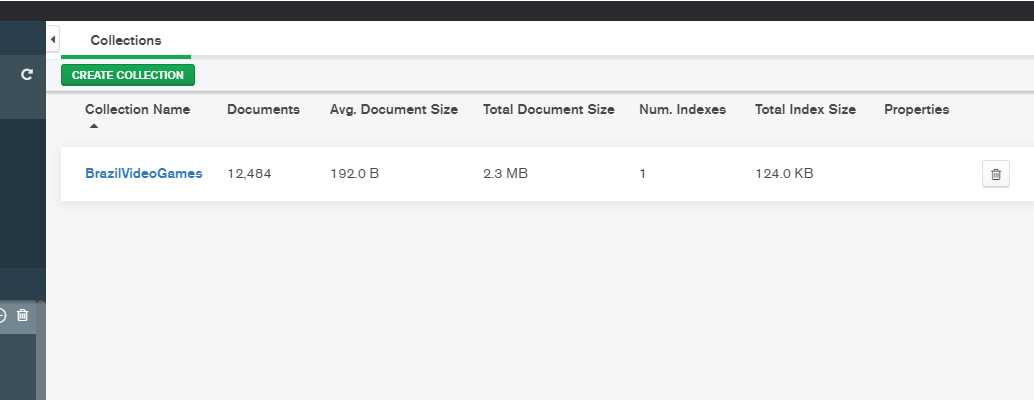 Collections
CREATE COLLECTION
Collection Name Documents Avg. Document Size Total Document Size Num. Indexes Total Index Size Properties
BrazilVideoGames 12,484 192.0 B 2.3 MB 1 124.0 KB